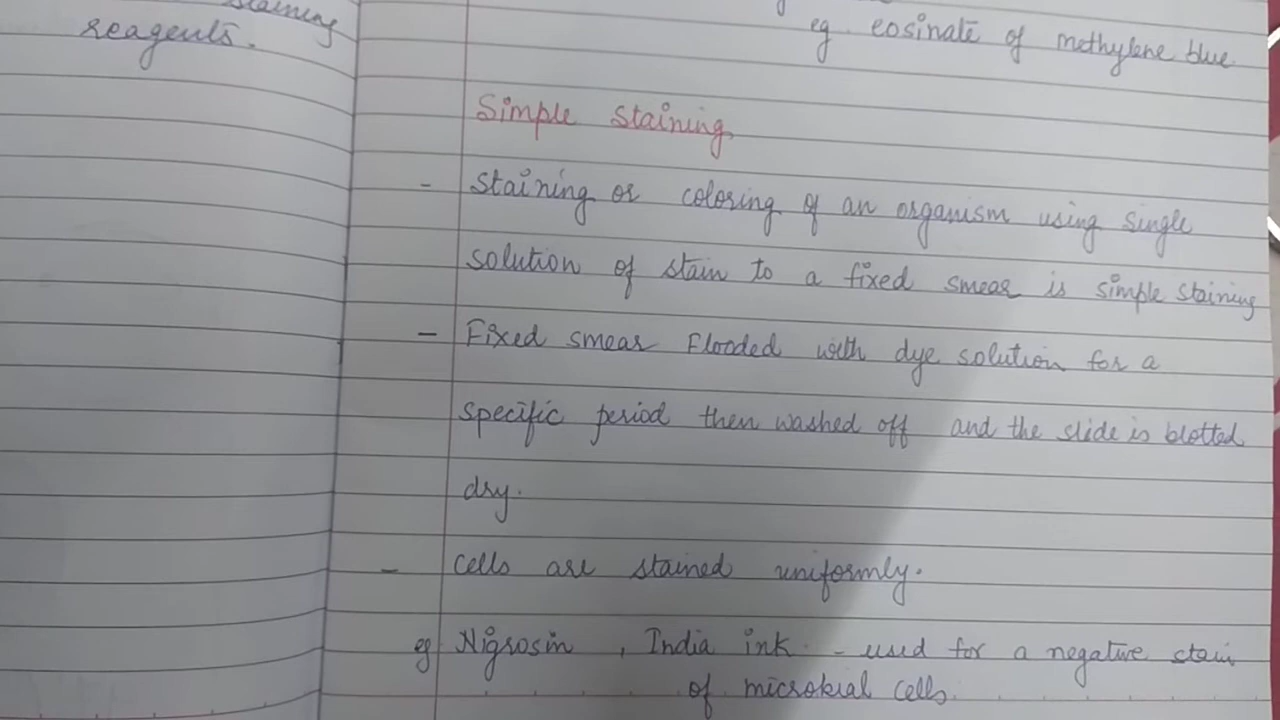 staining
reagents.
eg eosinate of methylene blue
Simple staining
- staining or coloring of an organism using single
solution of stain to a fixed smear is simple staining
- Fixed smear Flooded with dye solution for a
specific period then washed off and the slide is blotted
dry.
- cells are stained uniformly.
eg Nigrosin , India ink - used for a negative stain
of microbial cells.